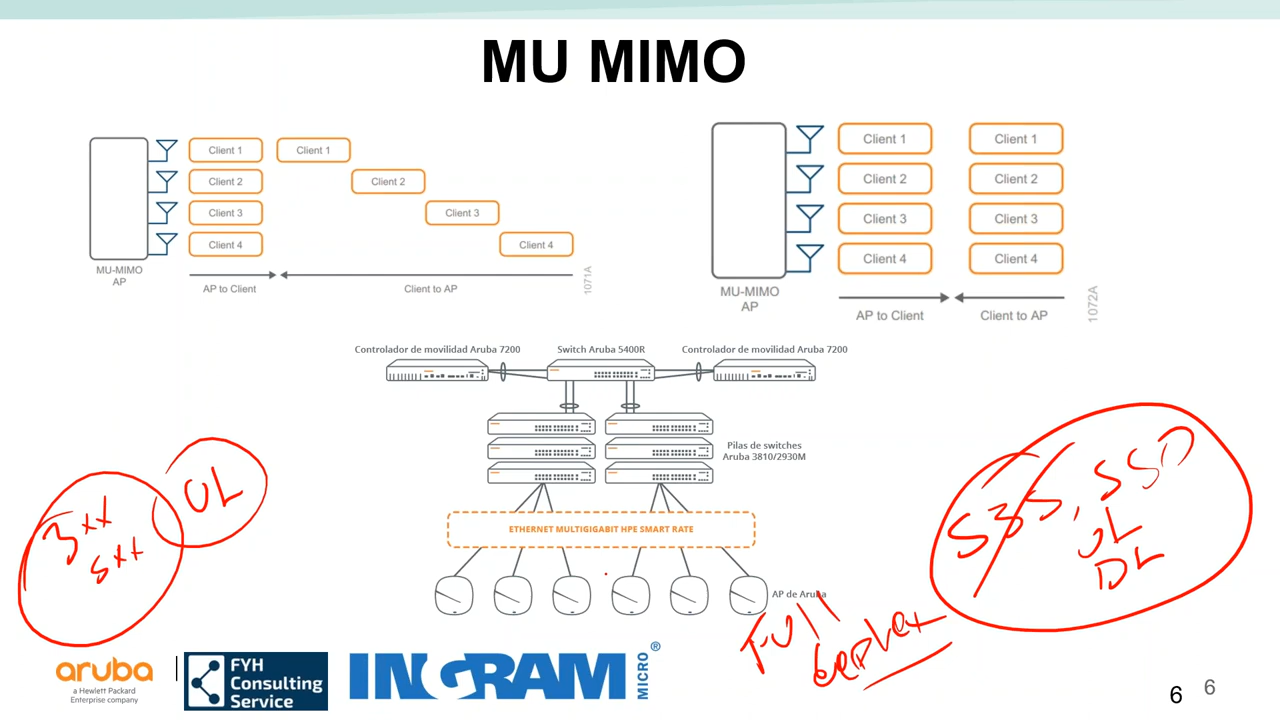 MU MIMO
Client 1
Client 1
Client 2
Client 2
Client 3
Client 3
Client 4
Client 4
MU-MIMO
AP
AP to Client
Client to AP
1071A
Client 1
Client 1
Client 2
Client 2
Client 3
Client 3
Client 4
Client 4
MU-MIMO
AP
AP to Client
Client to AP
1072A
Controlador de movilidad Aruba 7200
Switch Aruba 5400R
Controlador de movilidad Aruba 7200
Pilas de switches
Aruba 3810/2930M
ETHERNET MULTIGIGABIT HPE SMART RATE
AP de Aruba
3xx
5xx
UL
UL
DL
Full
aruba
a Hewlett Packard
Enterprise company
FYH
Consulting
Service
INGRAM
MICRO®
6
6